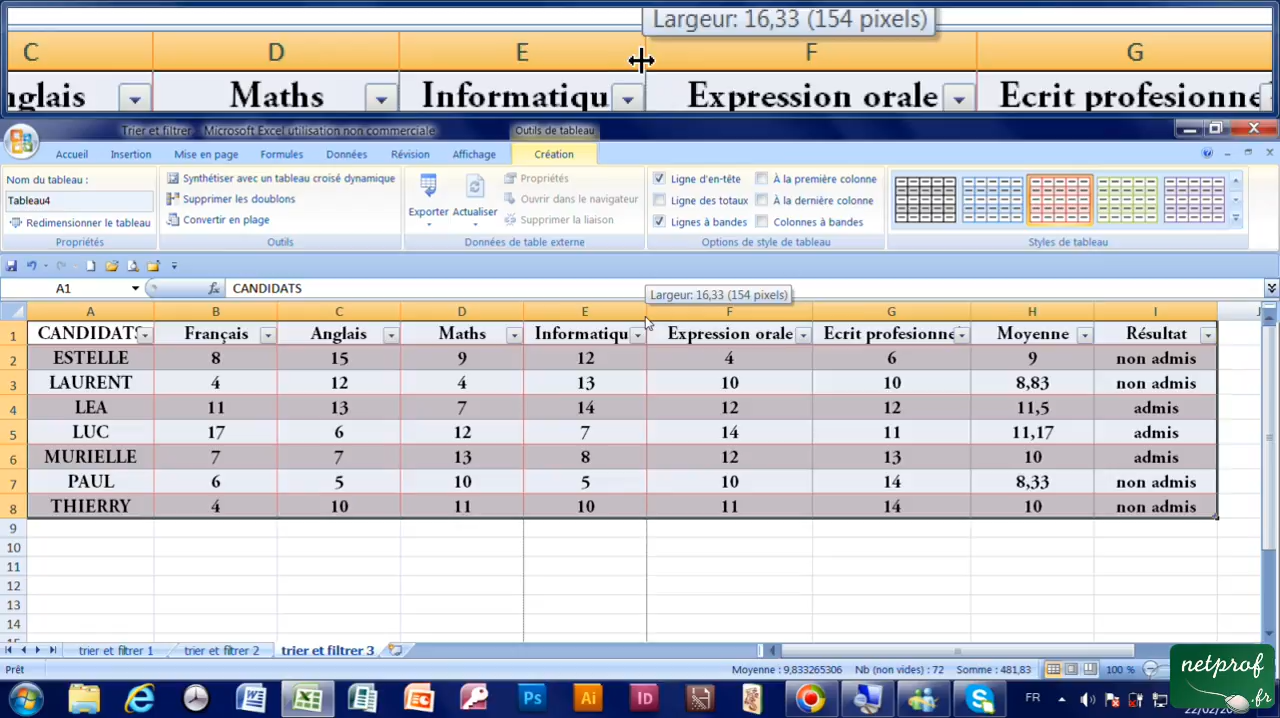 Largeur: 16,33 (154 pixels)
C D E F G
nglais Maths Informatiqu Expression orale Ecrit profesionne
Trier et filtrer - Microsoft Excel utilisation non commerciale Outils de tableau
Accueil Insertion Mise en page Formules Données Révision Affichage Création
Nom du tableau : Synthétiser avec un tableau croisé dynamique Propriétés Ligne d'en-tête À la première colonne
Tableau4 Supprimer les doublons Ouvrir dans le navigateur Ligne des totaux À la dernière colonne
Redimensionner le tableau Convertir en plage Exporter Actualiser Supprimer la liaison Lignes à bandes Colonnes à bandes
Propriétés Outils Données de table externe Options de style de tableau Styles de tableau
A1 fx CANDIDATS
Largeur: 16,33 (154 pixels)
A B C D E F G H I J
1 CANDIDATS Français Anglais Maths Informatiqu Expression orale Ecrit profesionne Moyenne Résultat
2 ESTELLE 8 15 9 12 4 6 9 non admis
3 LAURENT 4 12 4 13 10 10 8,83 non admis
4 LEA 11 13 7 14 12 12 11,5 admis
5 LUC 17 6 12 7 14 11 11,17 admis
6 MURIELLE 7 7 13 8 12 13 10 admis
7 PAUL 6 5 10 5 10 14 8,33 non admis
8 THIERRY 4 10 11 10 11 14 10 non admis
9
10
11
12
13
14
trier et filtrer 1 trier et filtrer 2 trier et filtrer 3
Prêt Moyenne : 9,833265306 Nb (non vides) : 72 Somme : 481,83 100 %
netprof
.fr
Ps Ai ID FR
22/02/